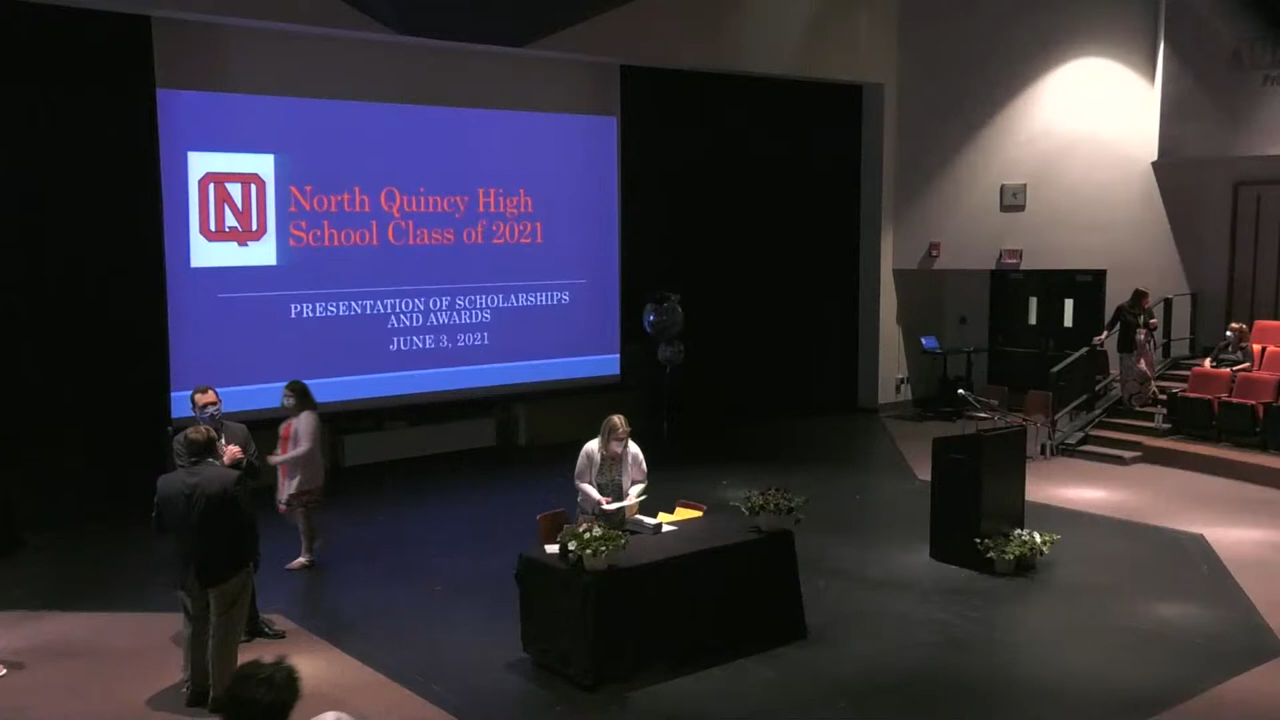 NQ
North Quincy High
School Class of 2021
PRESENTATION OF SCHOLARSHIPS
AND AWARDS
JUNE 3, 2021